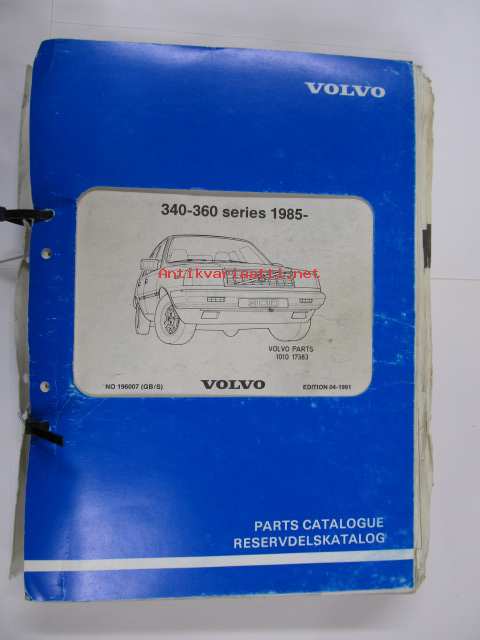 VOLVO
340-360 series 1985-
Antikvariaatti.net
VOLVO PARTS
1010 17363
NO 196007 (GB/S)
VOLVO
EDITION 04-1991
PARTS CATALOGUE
RESERVDELSKATALOG